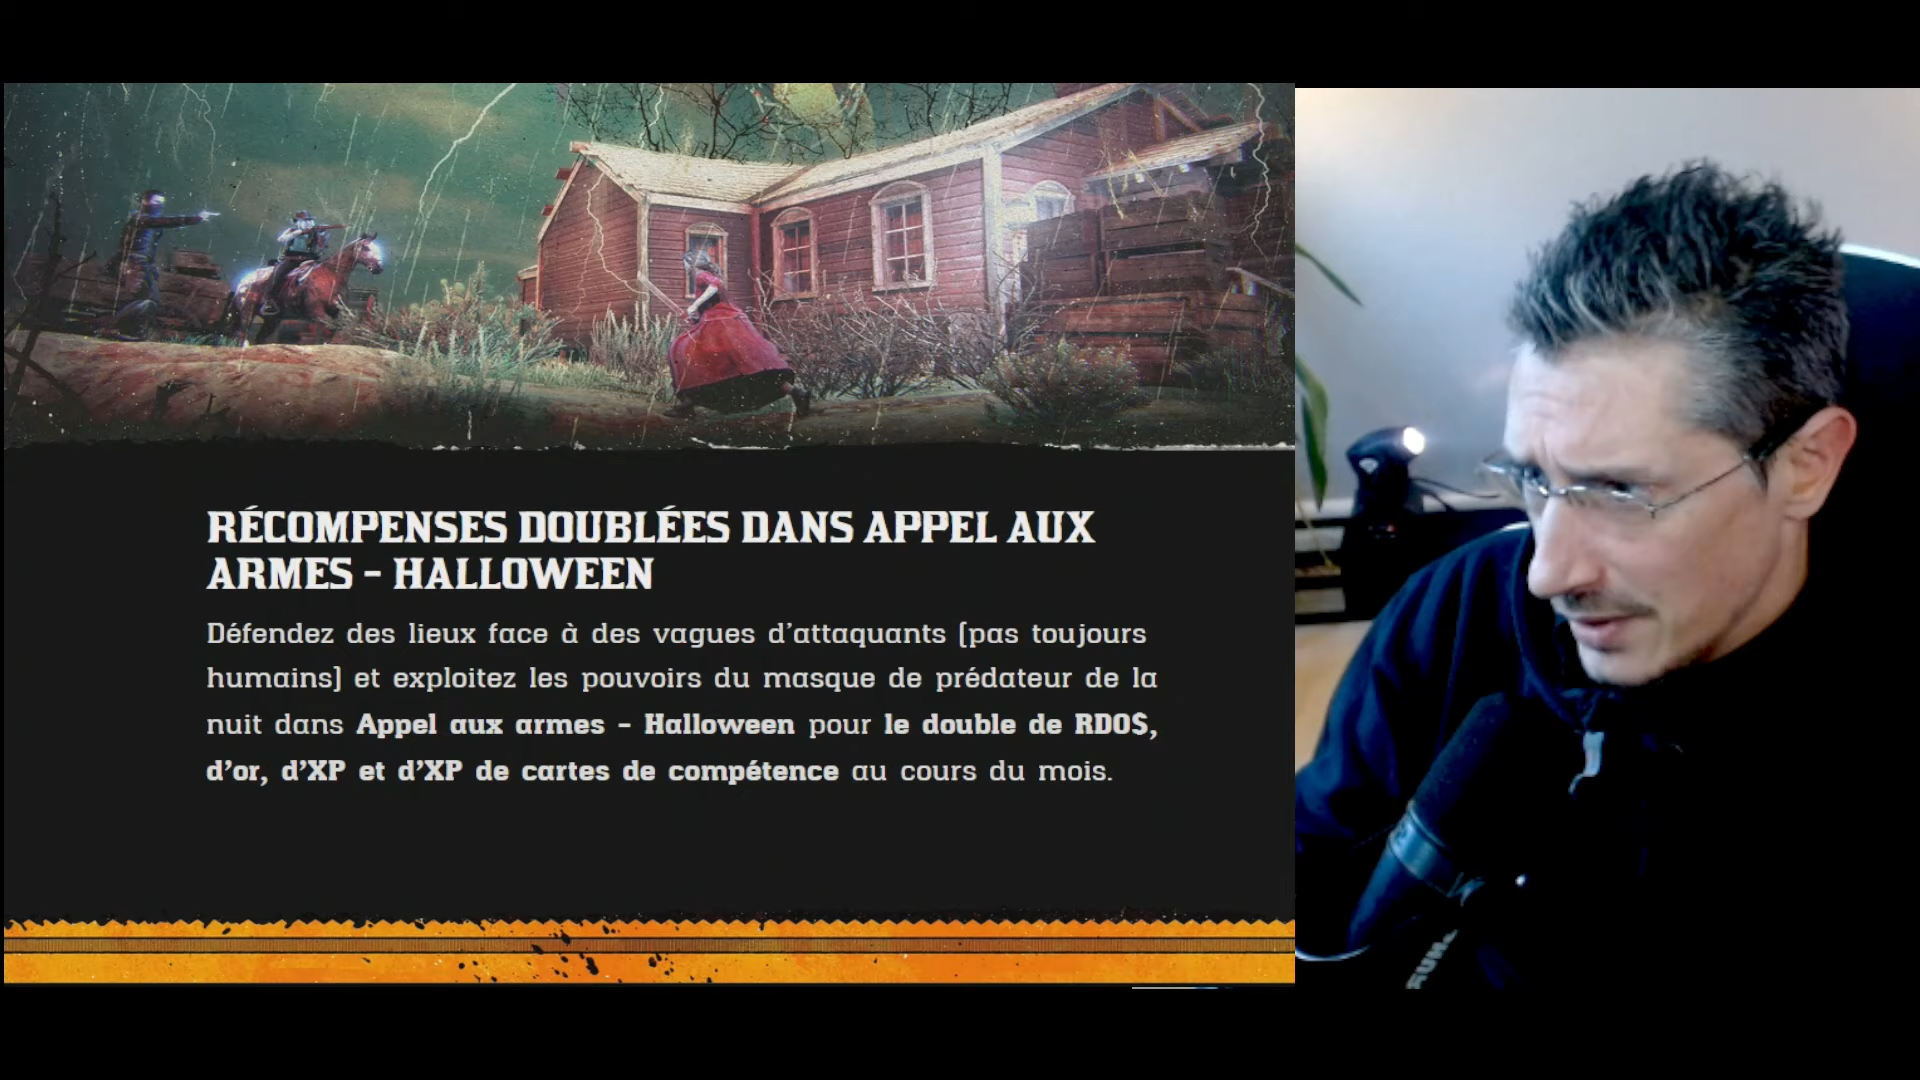 RÉCOMPENSES DOUBLÉES DANS APPEL AUX
ARMES - HALLOWEEN
Défendez des lieux face à des vagues d'attaquants (pas toujours
humains) et exploitez les pouvoirs du masque de prédateur de la
nuit dans Appel aux armes - Halloween pour le double de RDO$,
d'or, d'XP et d'XP de cartes de compétence au cours du mois.